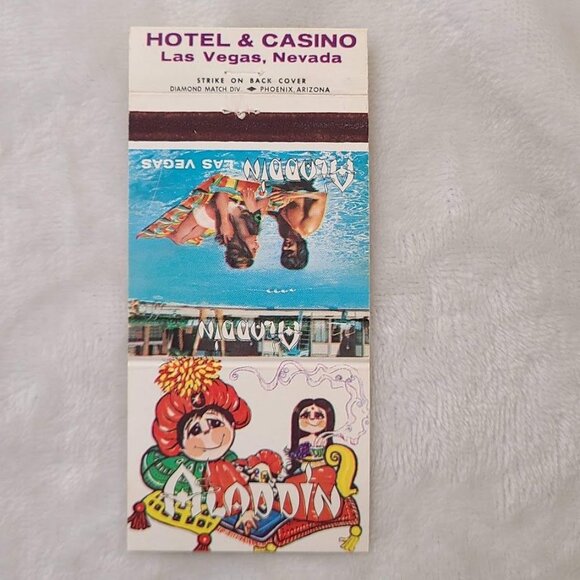 HOTEL & CASINO
Las Vegas, Nevada
STRIKE ON BACK COVER
DIAMOND MATCH DIV. ◆ PHOENIX, ARIZONA
Aladdin LAS VEGAS
Aladdin
Aladdin